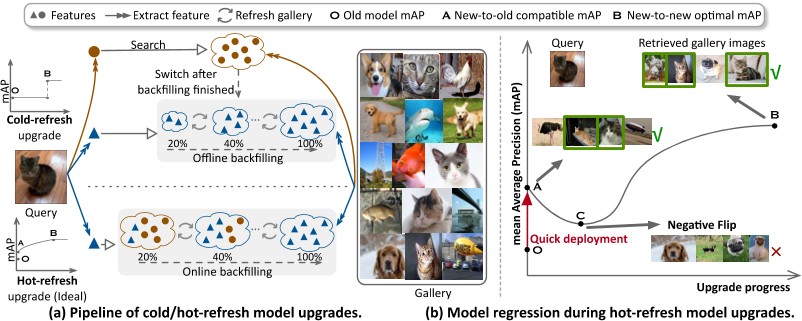 Features Extract feature Refresh gallery O Old model mAP A New-to-old compatible mAP B New-to-new optimal mAP
mAP
B
O
Cold-refresh
upgrade
Query
mAP
A
B
O
Hot-refresh
upgrade (Ideal)
Search
Switch after
backfilling finished
...
20% 40% 100%
Offline backfilling
...
20% 40% 100%
Online backfilling
Gallery
(a) Pipeline of cold/hot-refresh model upgrades.
mean Average Precision (mAP)
Query
Retrieved gallery images
√
√
B
A
C
Negative Flip
Quick deployment
O
×
Upgrade progress
(b) Model regression during hot-refresh model upgrades.